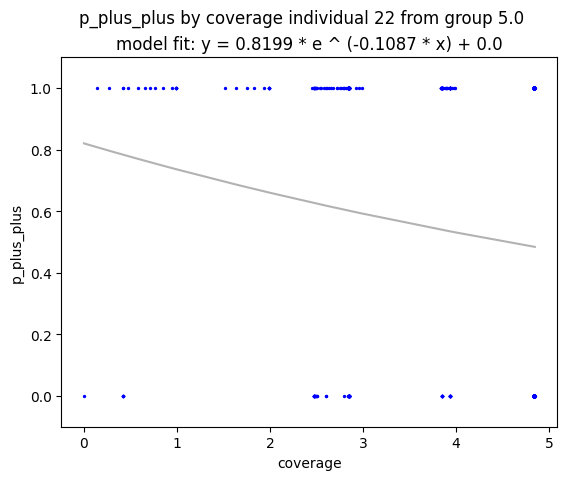 p_plus_plus by coverage individual 22 from group 5.0
model fit: y = 0.8199 * e ^ (-0.1087 * x) + 0.0
1.0
0.8
0.6
0.4
0.2
0.0
p_plus_plus
0 1 2 3 4 5
coverage